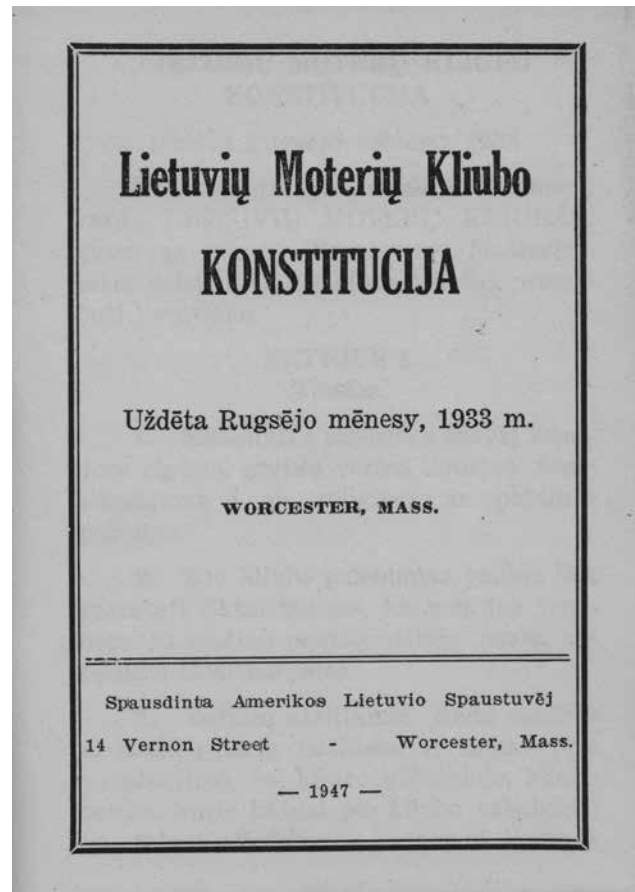 Lietuvių Moterių Kliubo
KONSTITUCIJA
Uždėta Rugsėjo mėnesy, 1933 m.
WORCESTER, MASS.
Spausdinta Amerikos Lietuvio Spaustuvėj
14 Vernon Street - Worcester, Mass.
— 1947 —